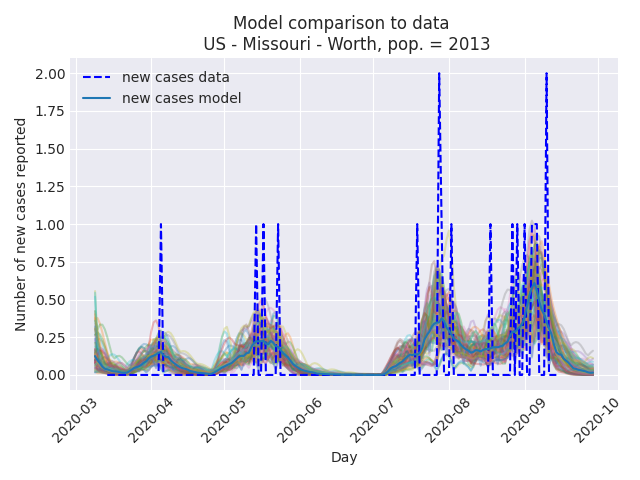 Model comparison to data
US - Missouri - Worth, pop. = 2013
new cases data
new cases model
Number of new cases reported
2.00
1.75
1.50
1.25
1.00
0.75
0.50
0.25
0.00
2020-03
2020-04
2020-05
2020-06
2020-07
2020-08
2020-09
2020-10
Day